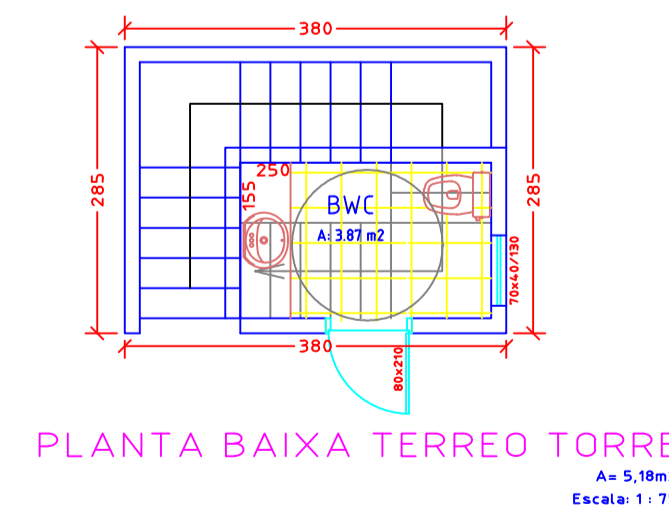 380
285
285
250
155
BWC
A: 3.87 m2
70x40/130
380
80x210
PLANTA BAIXA TERREO TORRE
A= 5,18m
Escala: 1 : 7